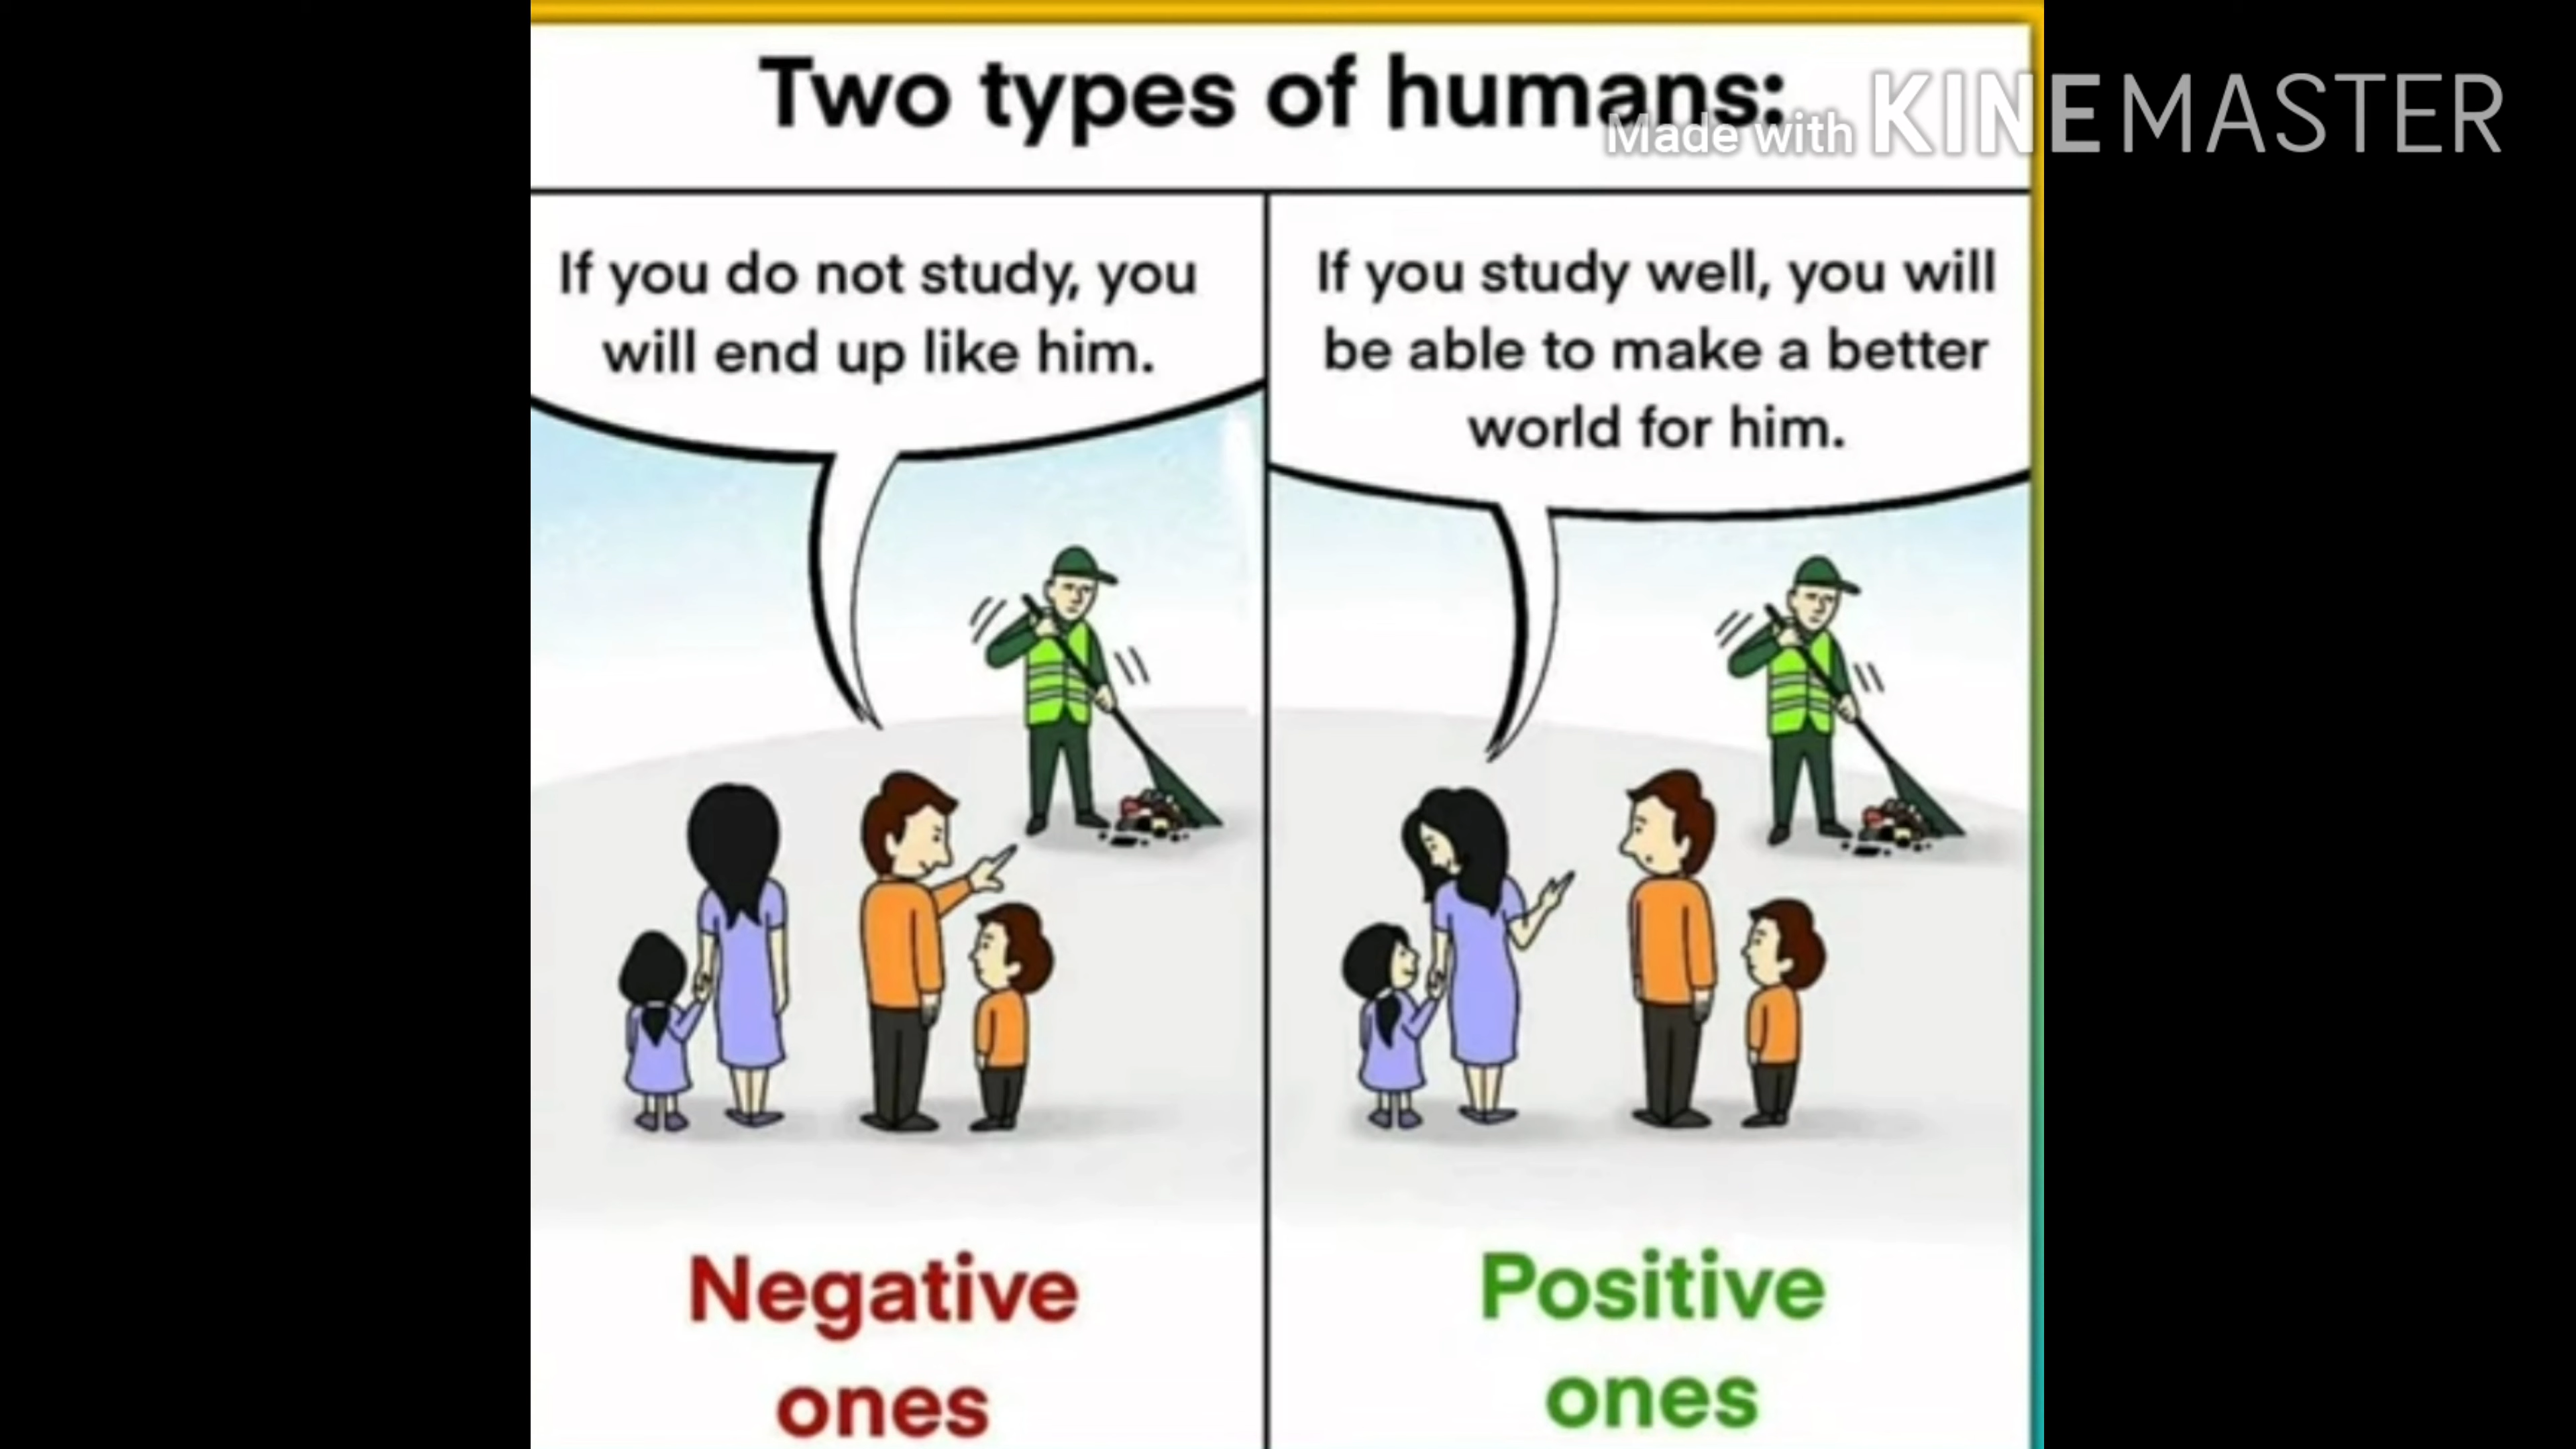 Two types of humans:
Made with KINEMASTER
If you do not study, you
will end up like him.
If you study well, you will
be able to make a better
world for him.
Negative
ones
Positive
ones